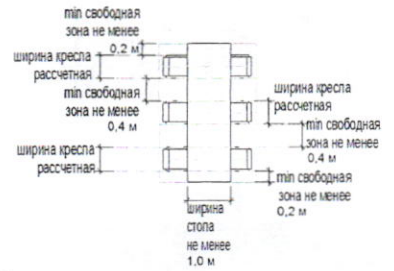 min свободная
зона не менее
0,2 м
ширина кресла
рассчетная
min свободная
зона не менее
0,4 м
ширина кресла
рассчетная
ширина кресла
рассчетная
min свободная
зона не менее
0,4 м
min свободная
зона не менее
0,2 м
ширина
стола
не менее
1,0 м